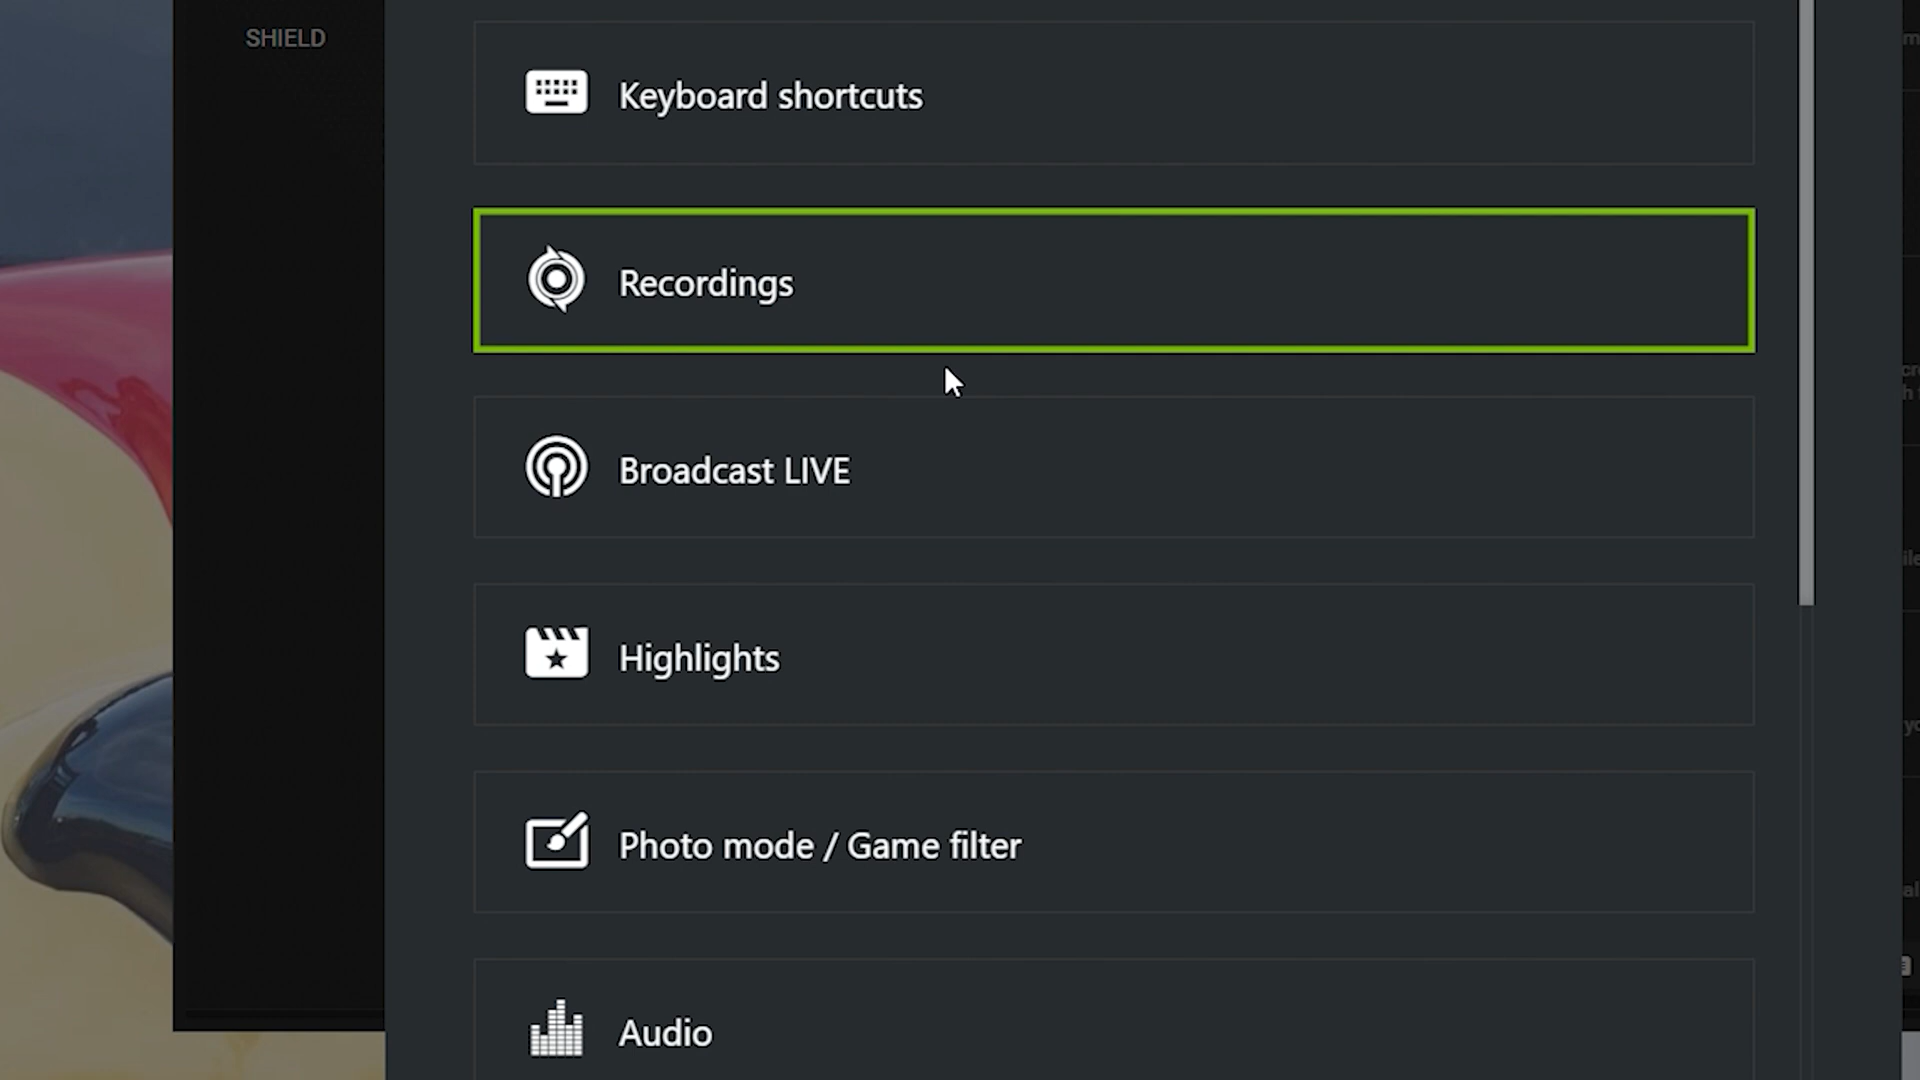 SHIELD
Keyboard shortcuts
Recordings
Broadcast LIVE
Highlights
Photo mode / Game filter
Audio